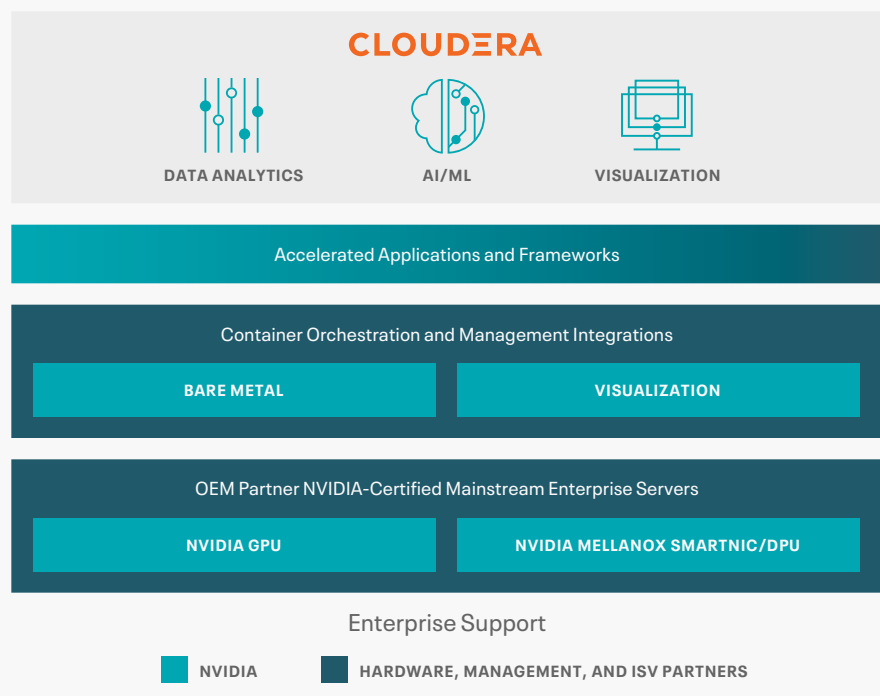 CLOUDERA
DATA ANALYTICS
AI/ML
VISUALIZATION
Accelerated Applications and Frameworks
Container Orchestration and Management Integrations
BARE METAL
VISUALIZATION
OEM Partner NVIDIA-Certified Mainstream Enterprise Servers
NVIDIA GPU
NVIDIA MELLANOX SMARTNIC/DPU
Enterprise Support
NVIDIA
HARDWARE, MANAGEMENT, AND ISV PARTNERS